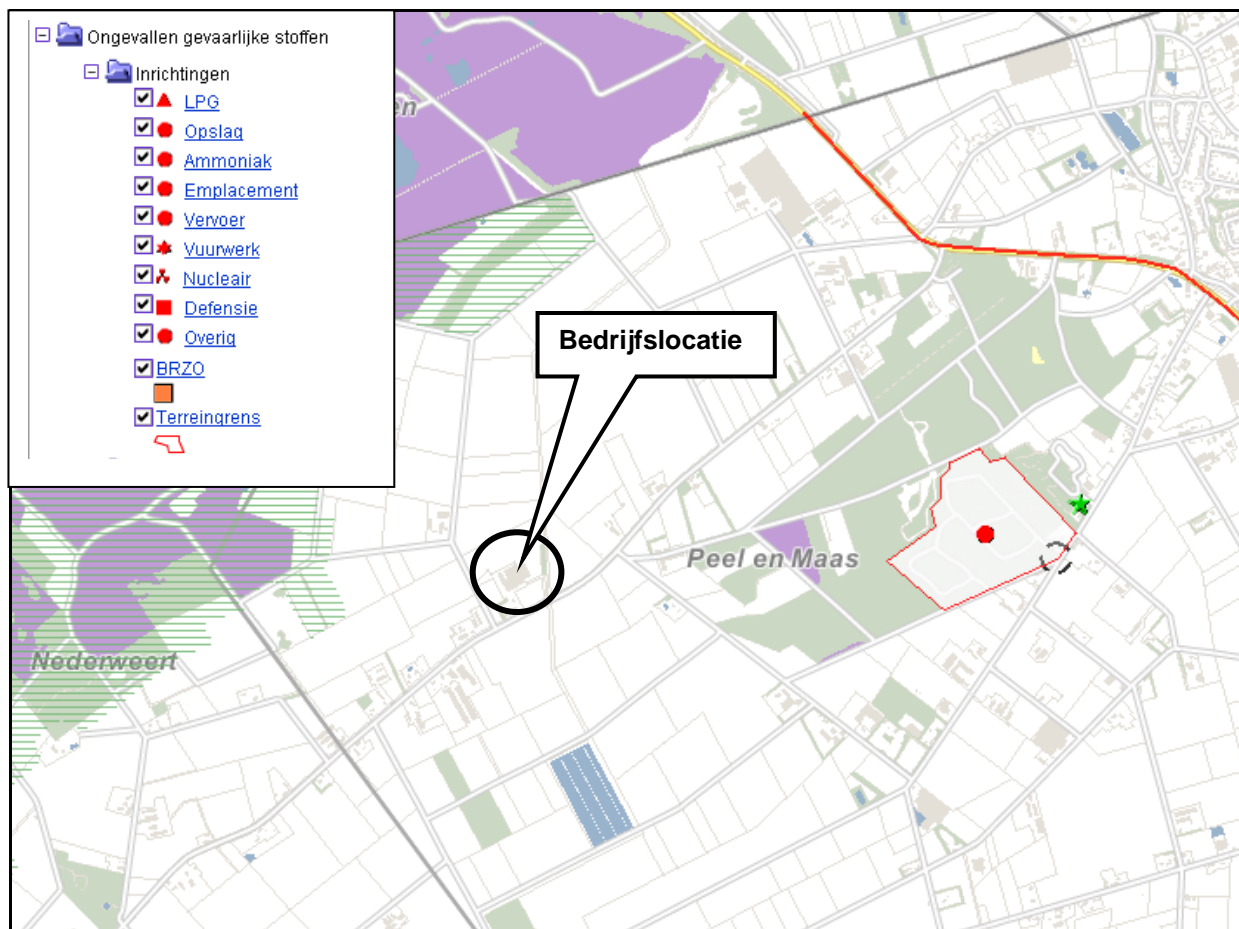 Ongevallen gevaarlijke stoffen
Inrichtingen
LPG
Opslag
Ammoniak
Emplacement
Vervoer
Vuurwerk
Nucleair
Defensie
Overig
BRZO
Terreingrens
en
Bedrijfslocatie
Peel en Maas
Nederweert